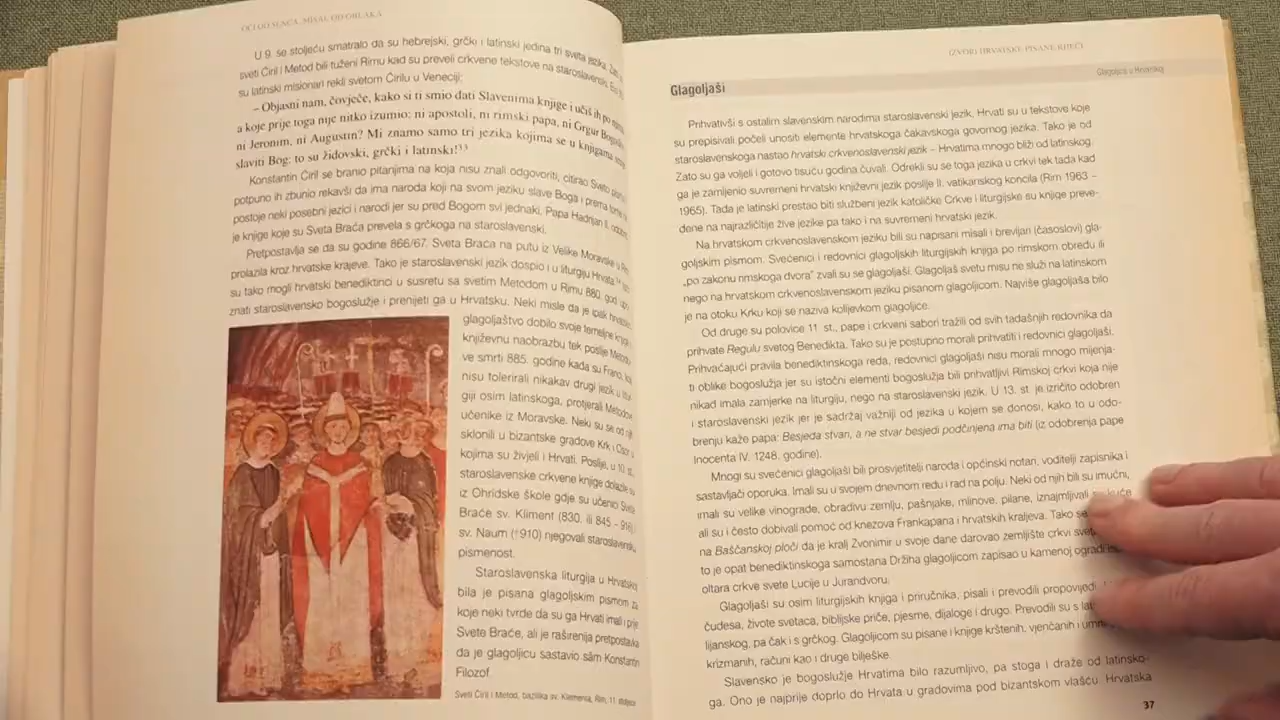 OCI OD SUNCA, MISAL OD OBLAKA
U 9. se stoljeću smatralo da su hebrejski, grčki i latinski jedina tri sveta jezika,
sveti Ćiril i Metod bili tuženi Rimu kad su preveli crkvene tekstove na staroslavenski.
su latinski misionari rekli svetom Ćirilu u Veneciji:
– Objasni nam, čovječe, kako si ti smio dati Slavenima knjige i učiš ih po
a koje prije toga nije nitko izumio: ni apostoli, ni rimski papa, ni Grgur
ni Jeronim, ni Augustin? Mi znamo samo tri jezika kojima se u knjigama
slaviti Bog: to su židovski, grčki i latinski!
Konstantin Ćiril se branio pitanjima na koja nisu znali odgovoriti, citirao Sveto
potpuno ih zbunio rekavši da ima naroda koji na svom jeziku slave Boga i prema tome
postoje neki posebni jezici i narodi jer su pred Bogom svi jednaki. Papa Hadrijan II.
je knjige koje su Sveta Braća prevela s grčkoga na staroslavenski.
Pretpostavlja se da su godine 866/67. Sveta Braća na putu iz Velike Moravske u
prolazila kroz hrvatske krajeve. Tako je staroslavenski jezik dospio i u liturgiju Hrvata.
su tako mogli hrvatski benediktinci u susretu sa svetim Metodom u Rimu 880. god.
znati staroslavensko bogoslužje i prenijeti ga u Hrvatsku. Neki misle da je ipak
glagoljaštvo dobilo svoje temeljne knjige
književnu naobrazbu tek poslije Metodo-
ve smrti 885. godine kada su Franci,
nisu tolerirali nikakav drugi jezik u litur-
giji osim latinskoga, protjerali Metodove
učenike iz Moravske. Neki su se od njih
sklonili u bizantske gradove Krk i Osor u
kojima su živjeli i Hrvati. Poslije, u 10. st.,
staroslavenske crkvene knjige dolazile su
iz Ohridske škole gdje su učenici Svete
Braće sv. Kliment (830. ili 845 - 916) i
sv. Naum (†910) njegovali staroslavensku
pismenost.
Staroslavenska liturgija u Hrvatskoj
bila je pisana glagoljskim pismom za
koje neki tvrde da su ga Hrvati imali i prije
Svete Braće, ali je raširenija pretpostavka
da je glagoljicu sastavio sâm Konstantin
Filozof.
Sveti Ćiril i Metod, bazilika sv. Klementa, Rim, 11. stoljeće
IZVORI HRVATSKE PISANE RIJEČI
Glagoljica u Hrvatskoj
Glagoljaši
Prihvativši s ostalim slavenskim narodima staroslavenski jezik, Hrvati su u tekstove koje
su prepisivali počeli unositi elemente hrvatskoga čakavskoga govornog jezika. Tako je od
staroslavenskoga nastao hrvatski crkvenoslavenski jezik – Hrvatima mnogo bliži od latinskog.
Zato su ga voljeli i gotovo tisuću godina čuvali. Odrekli su se toga jezika u crkvi tek tada kad
ga je zamijenio suvremeni hrvatski književni jezik poslije II. vatikanskog koncila (Rim 1963 –
1965). Tada je latinski prestao biti službeni jezik katoličke Crkve i liturgijske su knjige preve-
dene na najrazličitije žive jezike pa tako i na suvremeni hrvatski jezik.
Na hrvatskom crkvenoslavenskom jeziku bili su napisani misali i brevijari (časoslovi) gla-
goljskim pismom. Svećenici i redovnici glagoljskih liturgijskih knjiga po rimskom obredu ili
„po zakonu rimskoga dvora” zvali su se glagoljaši. Glagoljaš svetu misu ne služi na latinskom
nego na hrvatskom crkvenoslavenskom jeziku pisanom glagoljicom. Najviše glagoljaša bilo
je na otoku Krku koji se naziva kolijevkom glagoljice.
Od druge su polovice 11. st., pape i crkveni sabori tražili od svih tadašnjih redovnika da
prihvate Regulu svetog Benedikta. Tako su je postupno morali prihvatiti i redovnici glagoljaši.
Prihvaćajući pravila benediktinskoga reda, redovnici glagoljaši nisu morali mnogo mijenja-
ti oblike bogoslužja jer su istočni elementi bogoslužja bili prihvatljivi Rimskoj crkvi koja nije
nikad imala zamjerke na liturgiju, nego na staroslavenski jezik. U 13. st. je izričito odobren
i staroslavenski jezik jer je sadržaj važniji od jezika u kojem se donosi, kako to u odo-
brenju kaže papa: Besjeda stvari, a ne stvar besjedi podčinjena ima biti (iz odobrenja pape
Inocenta IV. 1248. godine).
Mnogi su svećenici glagoljaši bili prosvjetitelji naroda i općinski notari, voditelji zapisnika i
sastavljači oporuka. Imali su u svojem dnevnom redu i rad na polju. Neki od njih bili su imućni,
imali su velike vinograde, obradivu zemlju, pašnjake, mlinove, pilane, iznajmljivali su kuće
ali su i često dobivali pomoć od knezova Frankapana i hrvatskih kraljeva. Tako se
na Baščanskoj ploči da je kralj Zvonimir u svoje dane darovao zemljište crkvi svete
to je opat benediktinskoga samostana Držiha glagoljicom zapisao u kamenoj ogradi
oltara crkve svete Lucije u Jurandvoru.
Glagoljaši su osim liturgijskih knjiga i priručnika, pisali i prevodili propovijedi,
čudesa, živote svetaca, biblijske priče, pjesme, dijaloge i drugo. Prevodili su s
lijanskog, pa čak i s grčkog. Glagoljicom su pisane i knjige krštenih, vjenčanih i
krizmanih, računi kao i druge bilješke.
Slavensko je bogoslužje Hrvatima bilo razumljivo, pa stoga i draže od latinsko-
ga. Ono je najprije doprlo do Hrvata u gradovima pod bizantskom vlašću. Hrvatska
37